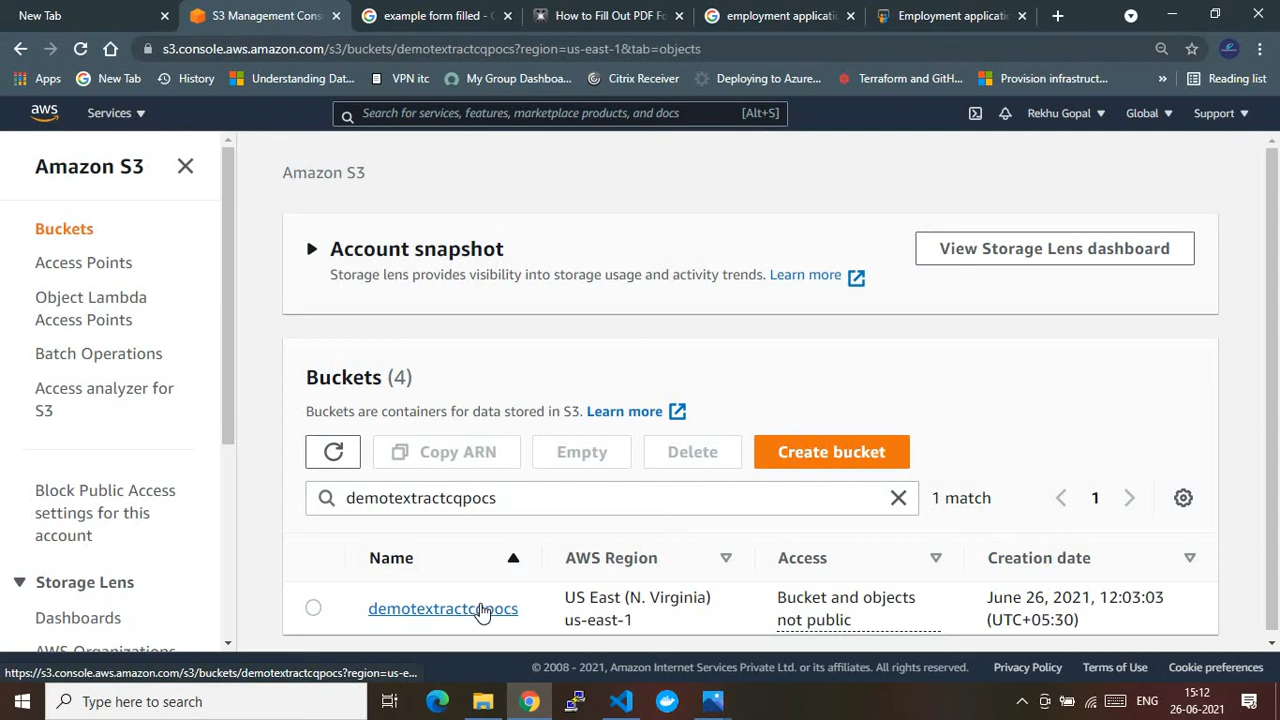 New Tab
S3 Management Cons
example form filled - G
How to Fill Out PDF Fo
employment applicati
Employment applicati
s3.console.aws.amazon.com/s3/buckets/demotextractcqpocs?region=us-east-1&tab=objects
Apps
New Tab
History
Understanding Dat...
VPN itc
My Group Dashboa...
Citrix Receiver
Deploying to Azure...
Terraform and GitH...
Provision infrastruct...
»
Reading list
aws
Services
Search for services, features, marketplace products, and docs
[Alt+S]
Rekhu Gopal
Global
Support
Amazon S3
Buckets
Access Points
Object Lambda
Access Points
Batch Operations
Access analyzer for
S3
Block Public Access
settings for this
account
Storage Lens
Dashboards
AWS Organizations
Amazon S3
Account snapshot
View Storage Lens dashboard
Storage lens provides visibility into storage usage and activity trends. Learn more
Buckets (4)
Buckets are containers for data stored in S3. Learn more
Copy ARN
Empty
Delete
Create bucket
demotextractcqpocs
1 match
1
Name
AWS Region
Access
Creation date
demotextractcqpocs
US East (N. Virginia)
us-east-1
Bucket and objects
not public
June 26, 2021, 12:03:03
(UTC+05:30)
https://s3.console.aws.amazon.com/s3/buckets/demotextractcqpocs?region=us-e...
© 2008 - 2021, Amazon Internet Services Private Ltd. or its affiliates. All rights reserved.
Privacy Policy
Terms of Use
Cookie preferences
Type here to search
ENG
15:12
26-06-2021